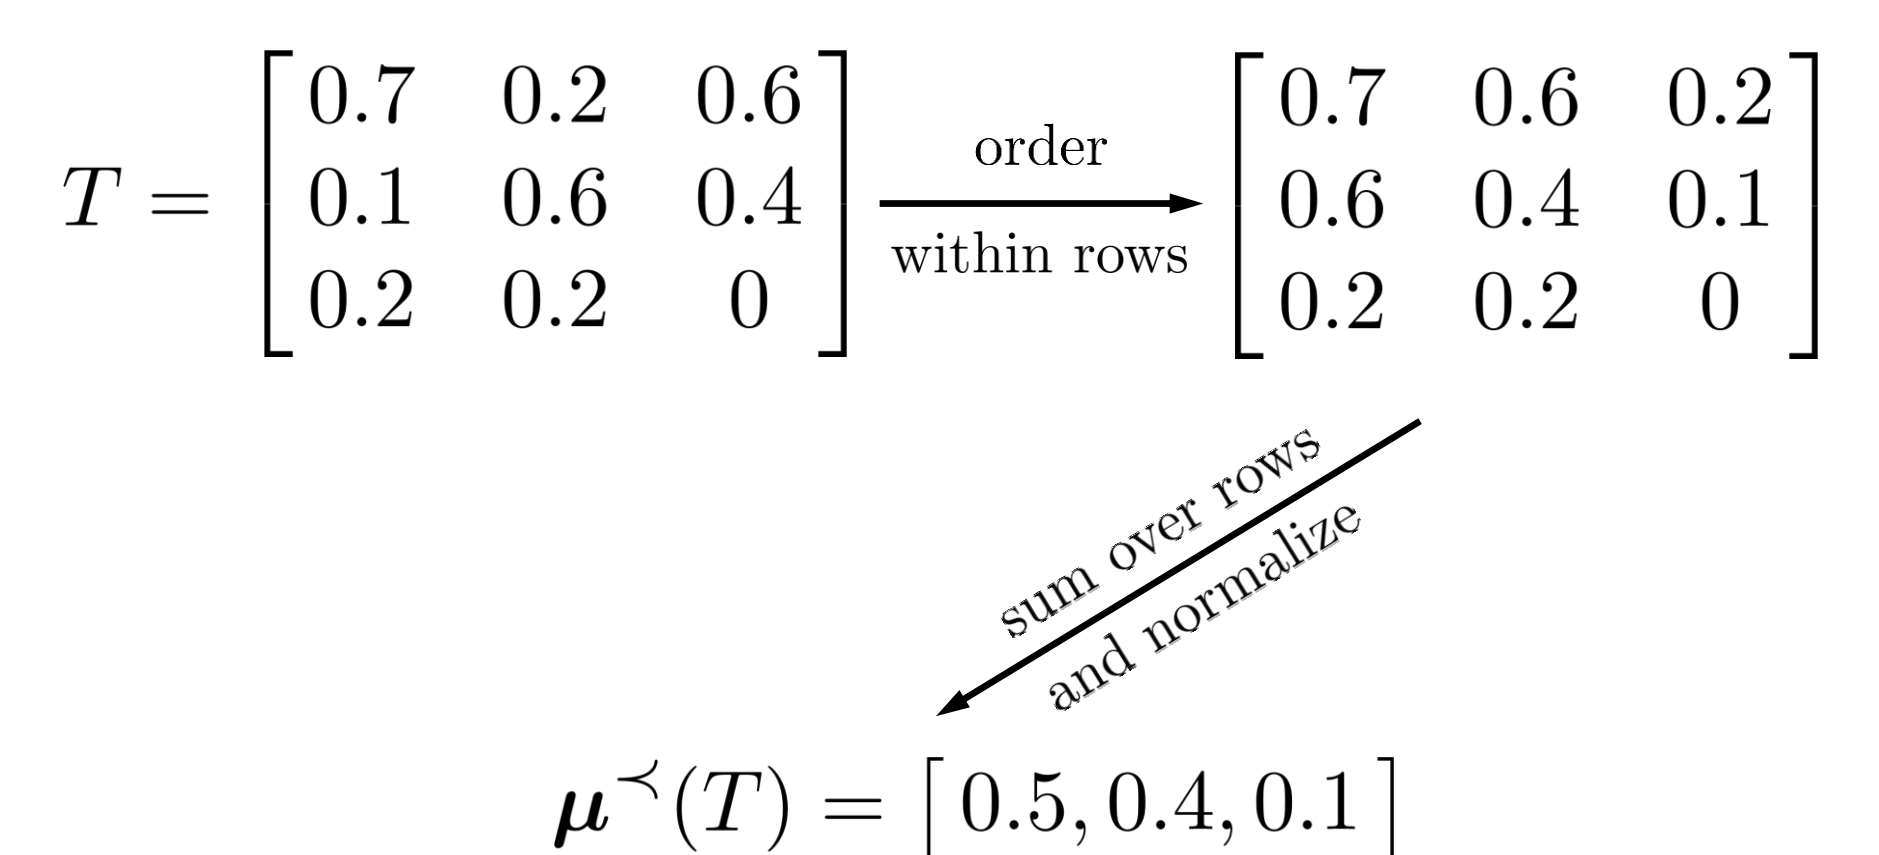 T = [ 0.7 0.2 0.6
0.1 0.6 0.4
0.2 0.2 0 ]
order
within rows
[ 0.7 0.6 0.2
0.6 0.4 0.1
0.2 0.2 0 ]
sum over rows
and normalize
μ≺(T) = [0.5, 0.4, 0.1]